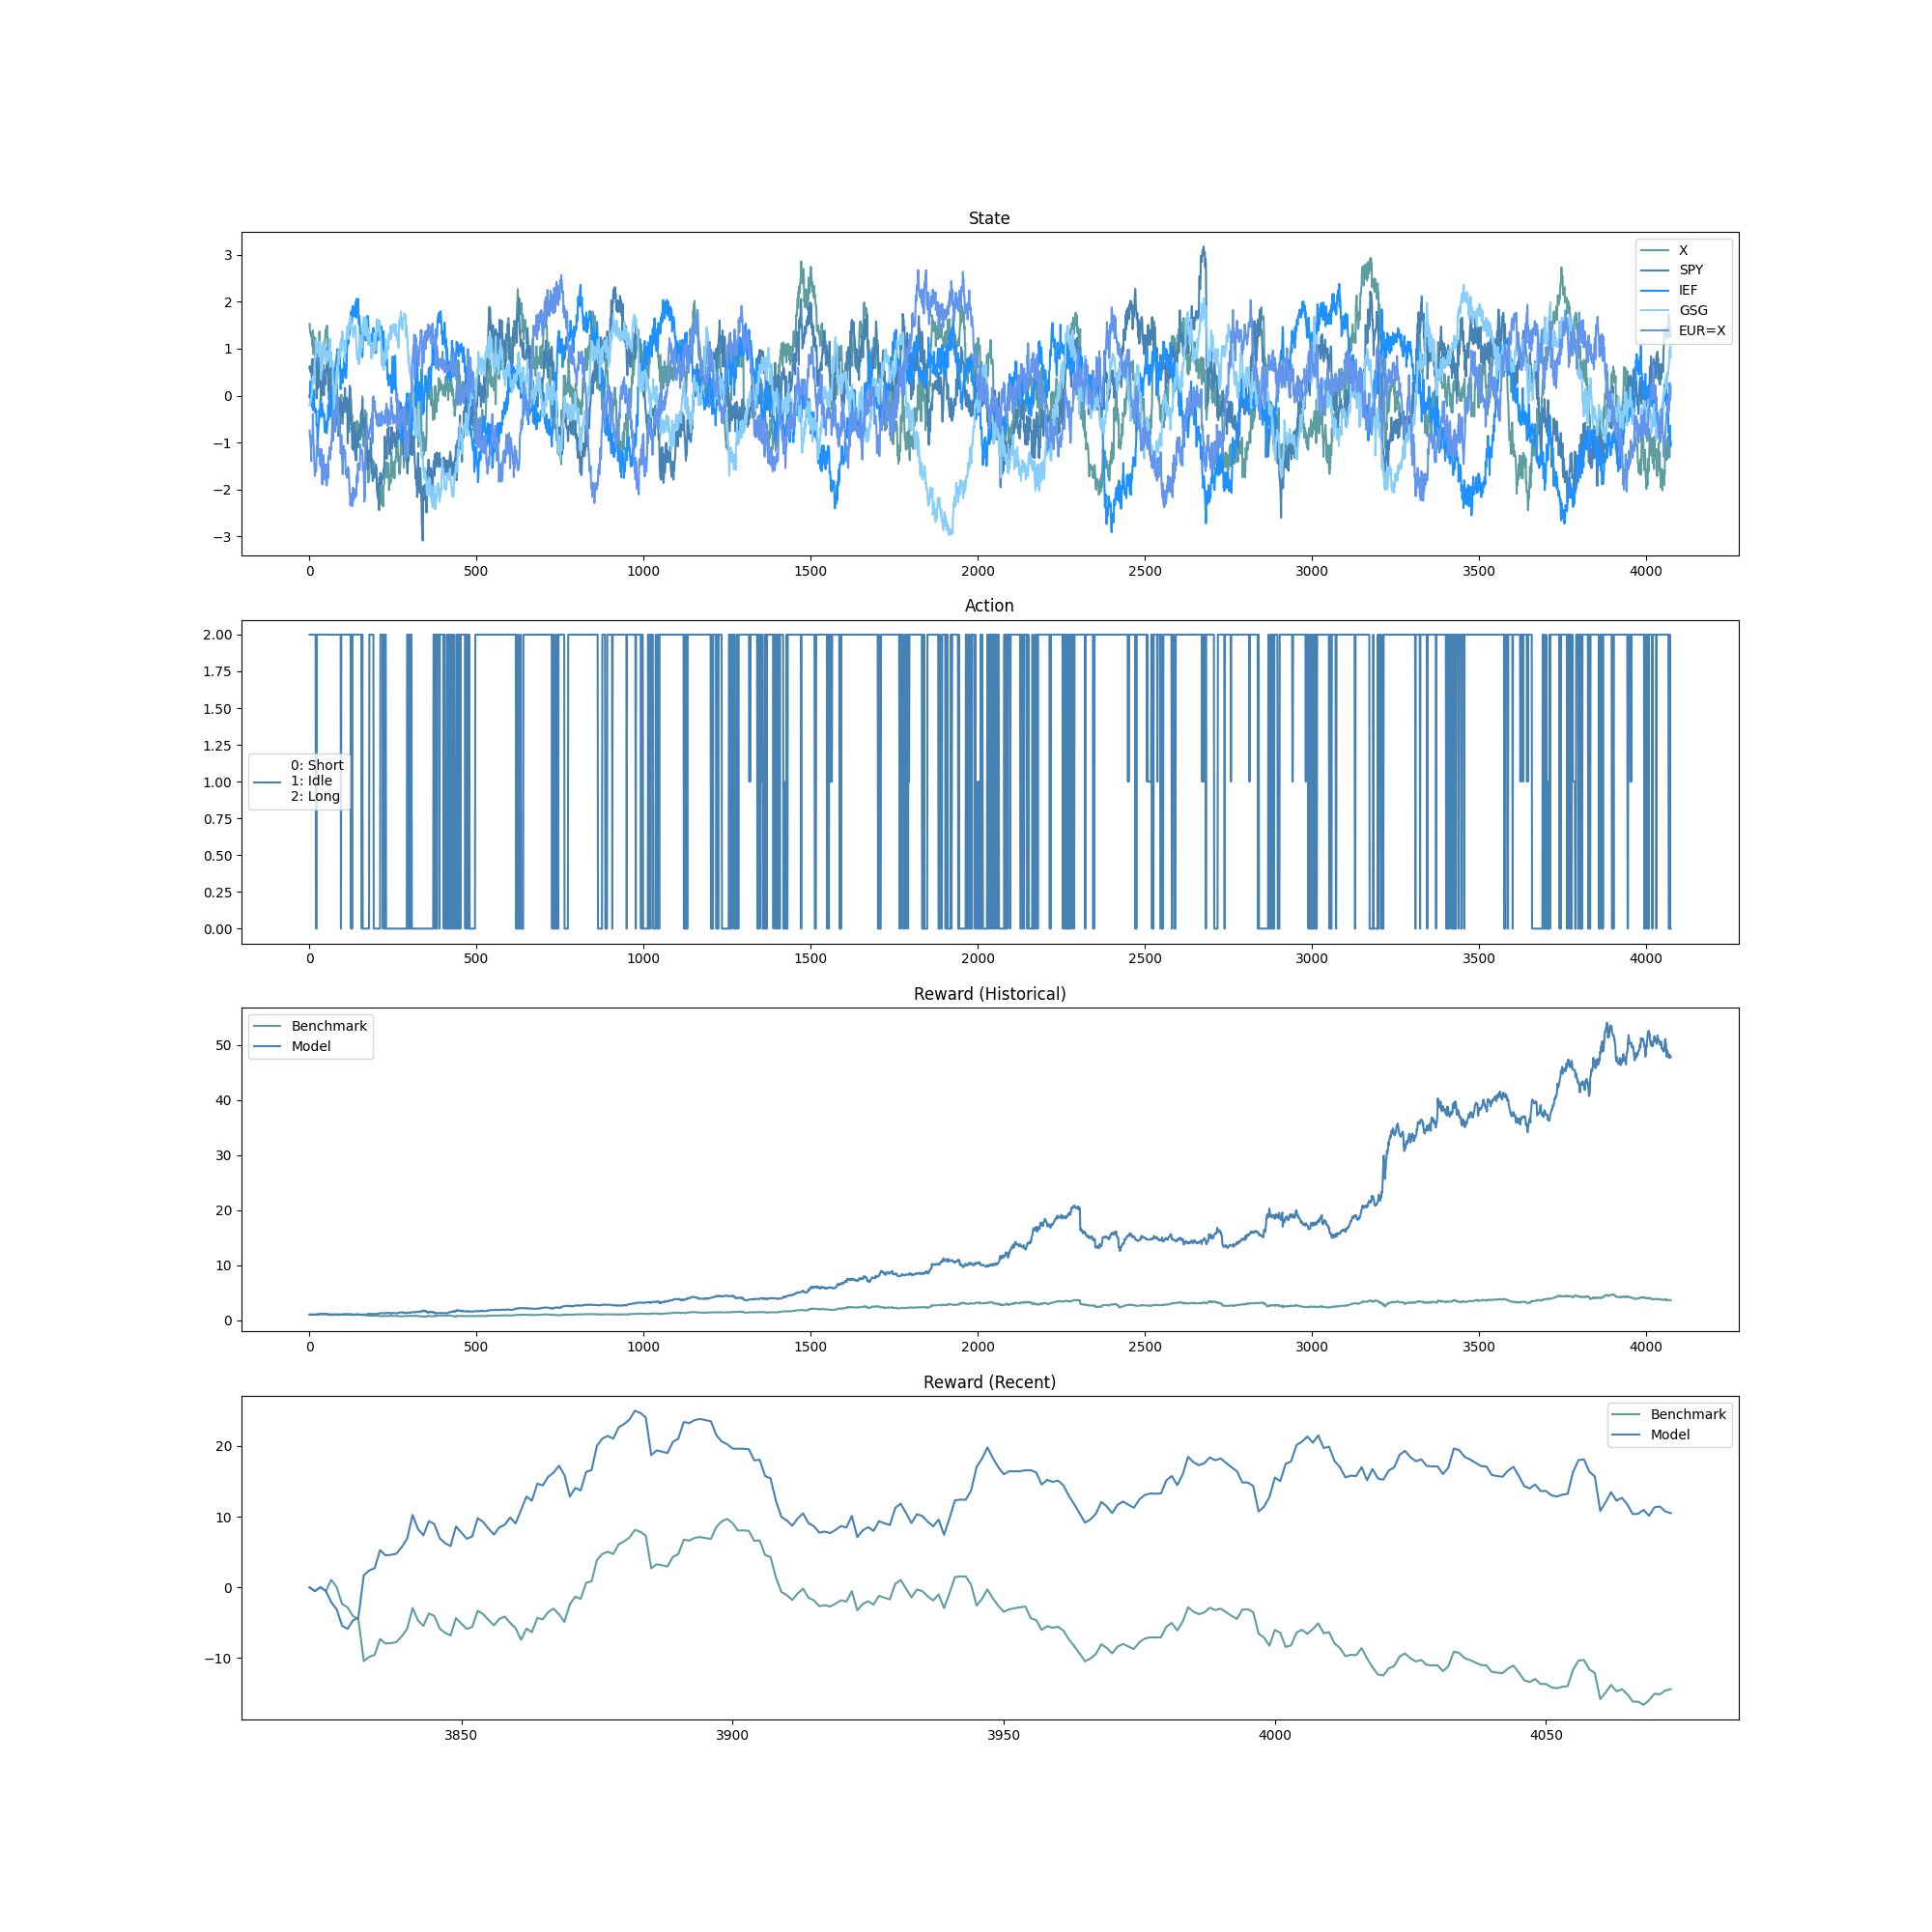 State
3
2
1
0
−1
−2
−3
X
SPY
IEF
GSG
EUR=X
0 500 1000 1500 2000 2500 3000 3500 4000
Action
2.00
1.75
1.50
1.25
1.00
0.75
0.50
0.25
0.00
0: Short
1: Idle
2: Long
0 500 1000 1500 2000 2500 3000 3500 4000
Reward (Historical)
Benchmark
Model
50
40
30
20
10
0
0 500 1000 1500 2000 2500 3000 3500 4000
Reward (Recent)
Benchmark
Model
20
10
0
−10
3850 3900 3950 4000 4050